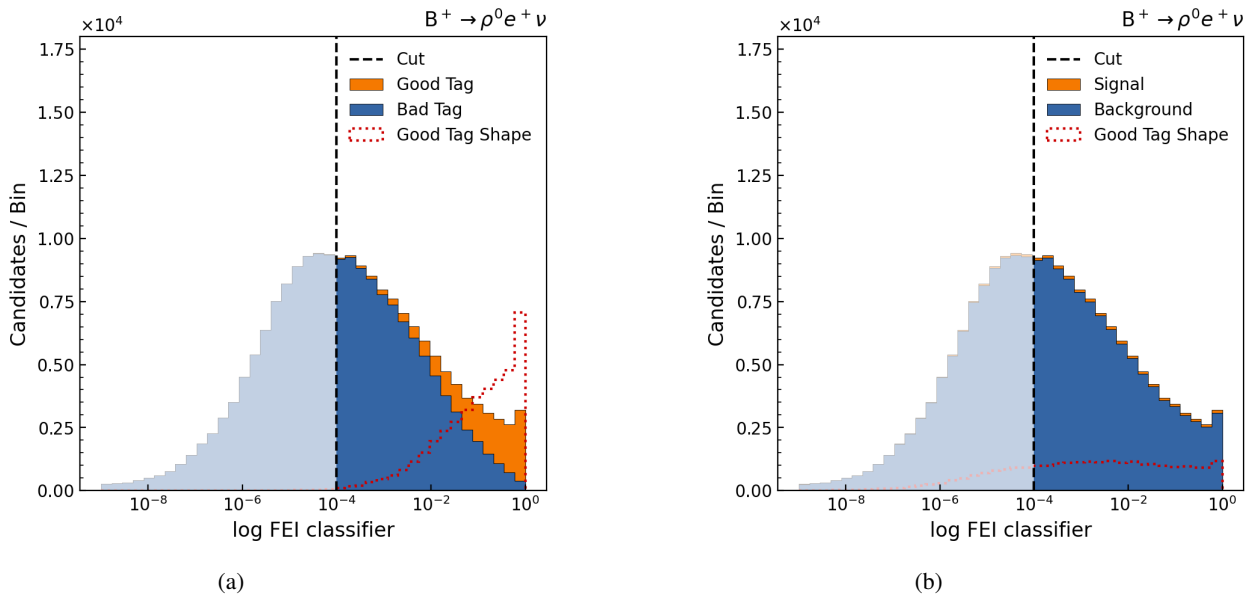 ×10⁴
B⁺ → ρ⁰e⁺ν
Cut
Good Tag
Bad Tag
Good Tag Shape
1.75
1.50
1.25
1.00
0.75
0.50
0.25
0.00
Candidates / Bin
10⁻⁸
10⁻⁶
10⁻⁴
10⁻²
10⁰
log FEI classifier
(a)
×10⁴
B⁺ → ρ⁰e⁺ν
Cut
Signal
Background
Good Tag Shape
1.75
1.50
1.25
1.00
0.75
0.50
0.25
0.00
Candidates / Bin
10⁻⁸
10⁻⁶
10⁻⁴
10⁻²
10⁰
log FEI classifier
(b)